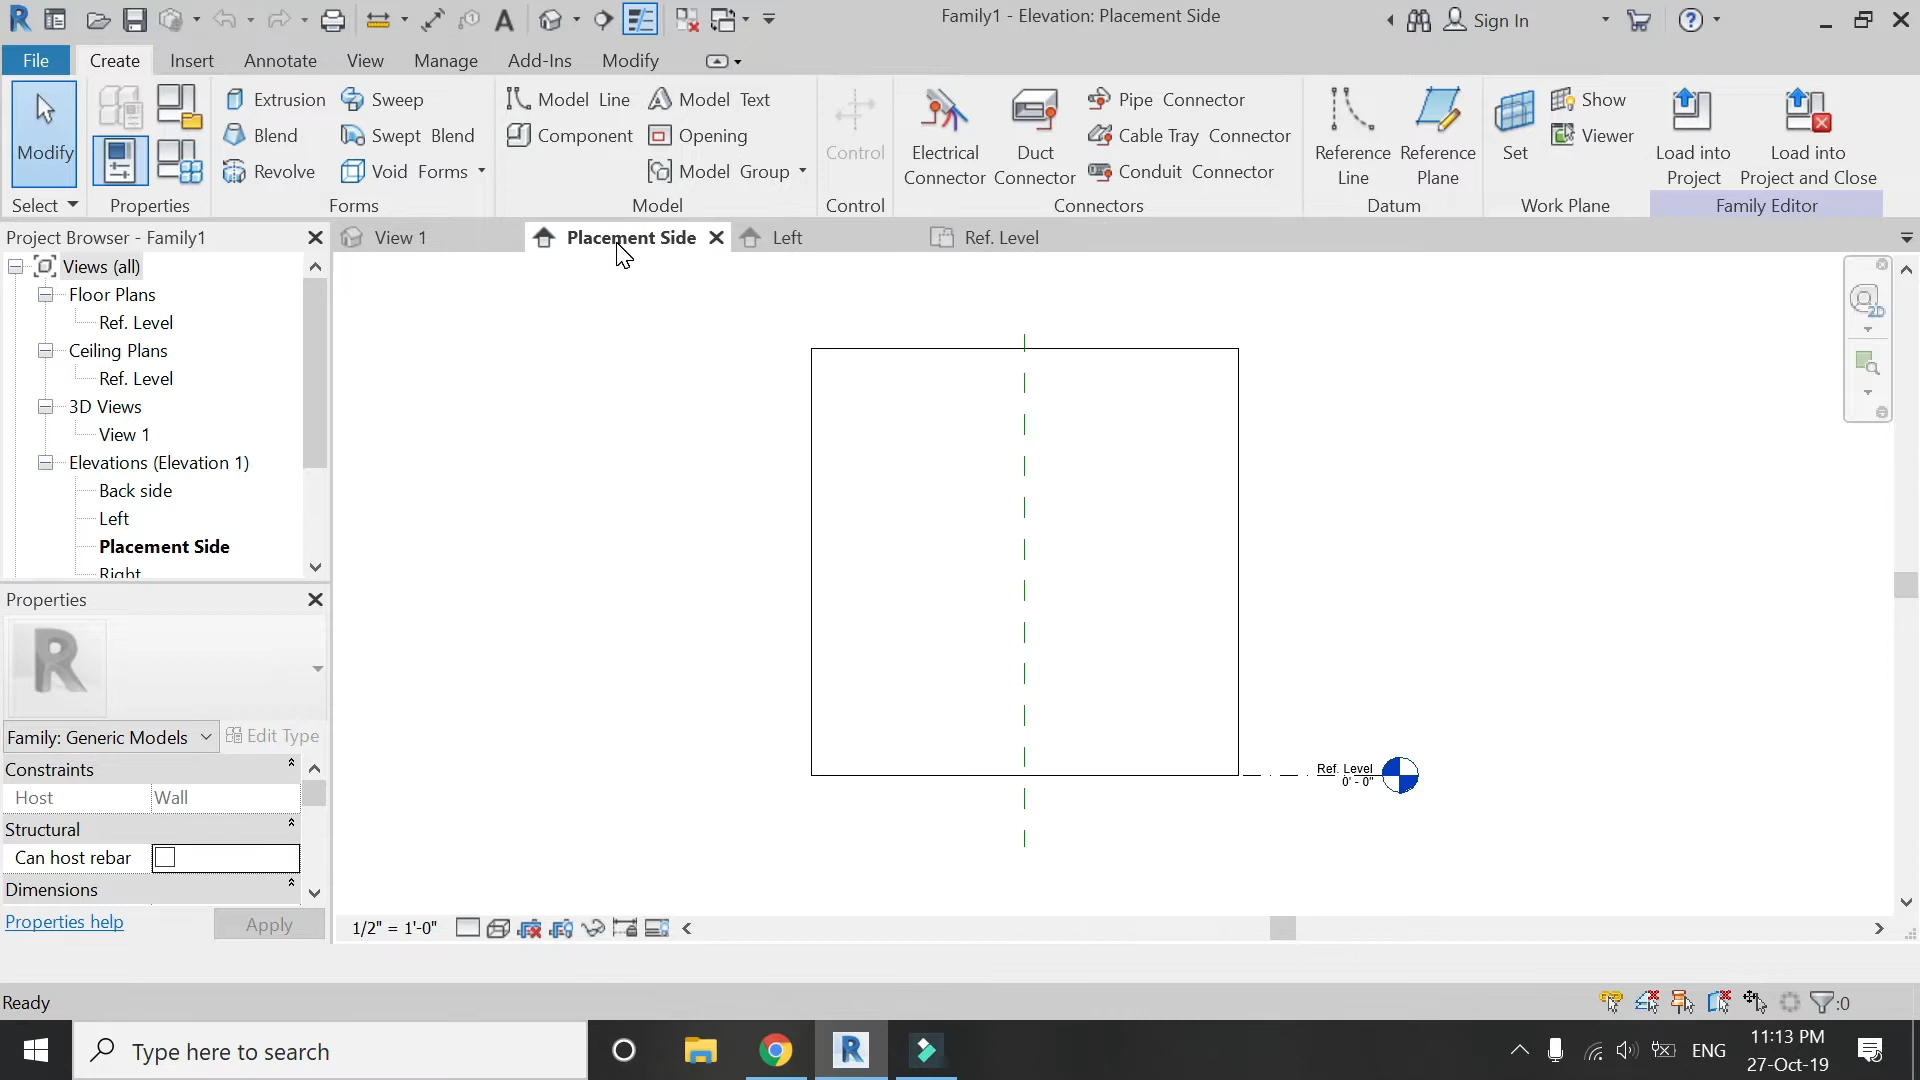 Family1 - Elevation: Placement Side
Sign In
File
Create
Insert
Annotate
View
Manage
Add-Ins
Modify
Modify
Select
Properties
Extrusion
Sweep
Blend
Swept Blend
Revolve
Void Forms
Forms
Model Line
Model Text
Component
Opening
Model Group
Model
Control
Control
Electrical Connector
Duct Connector
Pipe Connector
Cable Tray Connector
Conduit Connector
Connectors
Reference Line
Reference Plane
Datum
Set
Show
Viewer
Work Plane
Load into Project
Load into Project and Close
Family Editor
Project Browser - Family1
View 1
Placement Side
Left
Ref. Level
Views (all)
Floor Plans
Ref. Level
Ceiling Plans
Ref. Level
3D Views
View 1
Elevations (Elevation 1)
Back side
Left
Placement Side
Right
Properties
Family: Generic Models
Edit Type
Constraints
Host
Wall
Structural
Can host rebar
Dimensions
Properties help
Apply
Ref. Level
0' - 0"
2D
1/2" = 1'-0"
Ready
:0
Type here to search
ENG
11:13 PM
27-Oct-19